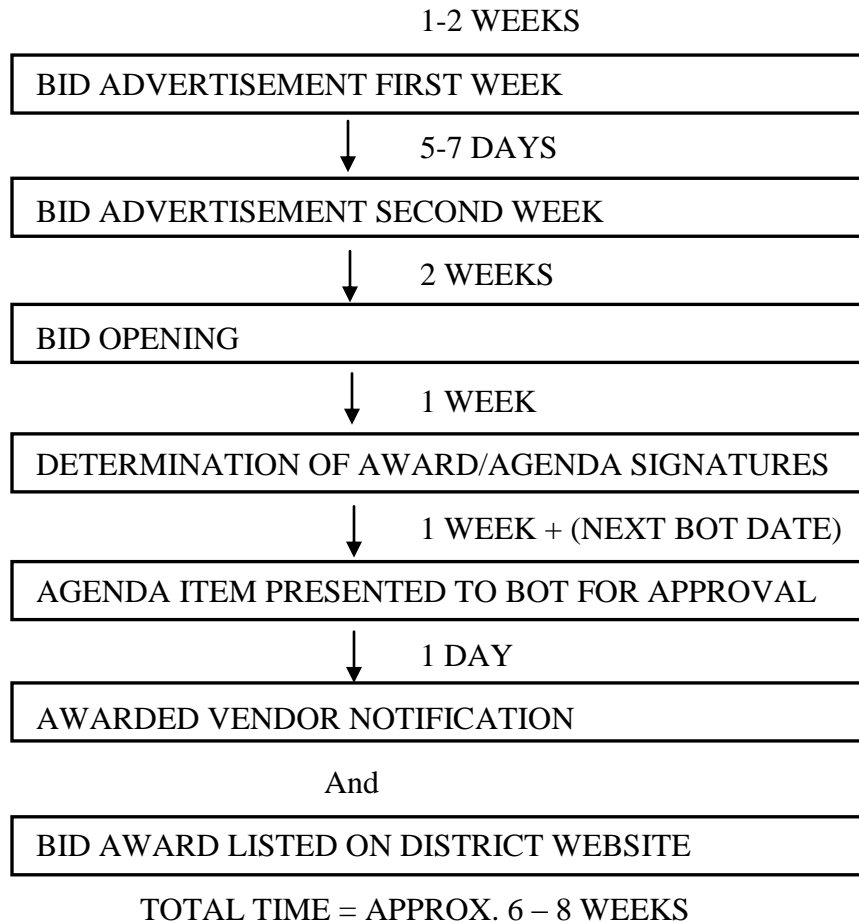 1-2 WEEKS
BID ADVERTISEMENT FIRST WEEK
5-7 DAYS
BID ADVERTISEMENT SECOND WEEK
2 WEEKS
BID OPENING
1 WEEK
DETERMINATION OF AWARD/AGENDA SIGNATURES
1 WEEK + (NEXT BOT DATE)
AGENDA ITEM PRESENTED TO BOT FOR APPROVAL
1 DAY
AWARDED VENDOR NOTIFICATION
And
BID AWARD LISTED ON DISTRICT WEBSITE
TOTAL TIME = APPROX. 6 – 8 WEEKS